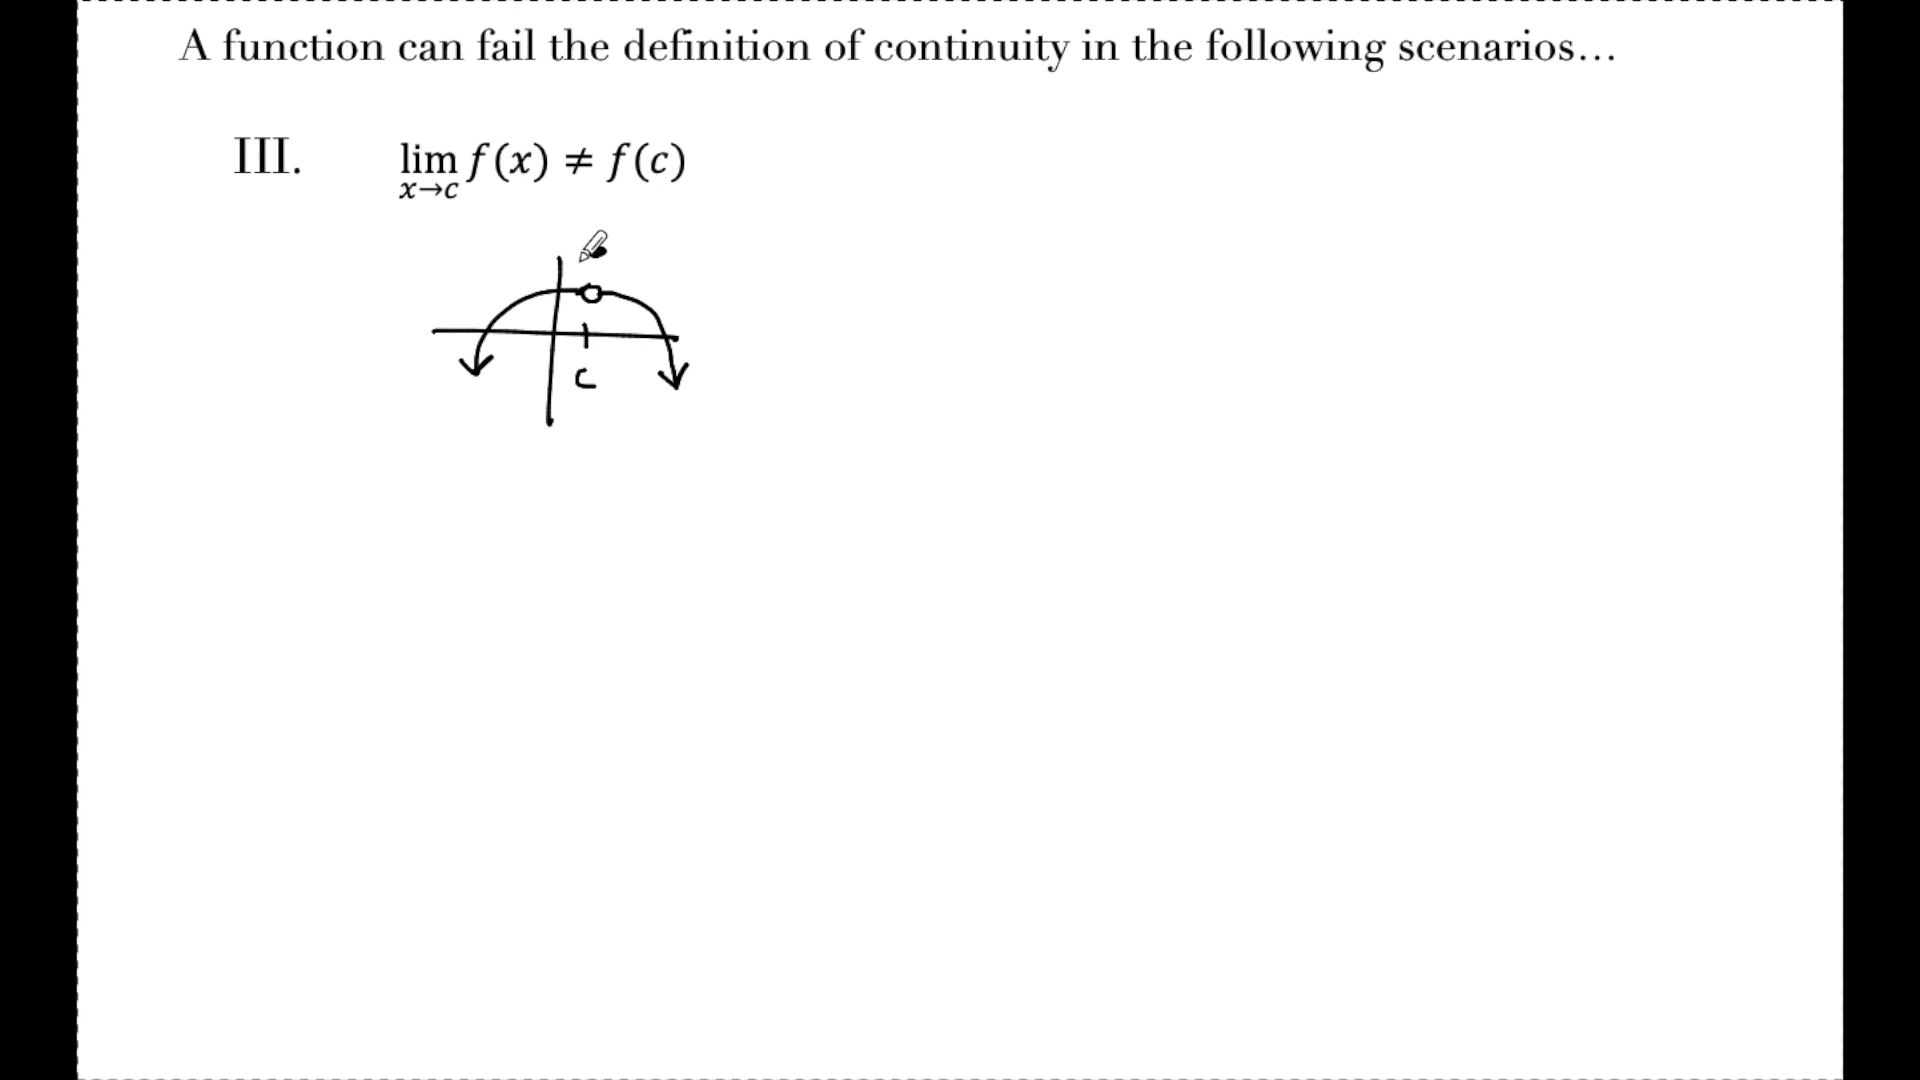 A function can fail the definition of continuity in the following scenarios...
III. lim f(x) ≠ f(c)
x→c
c